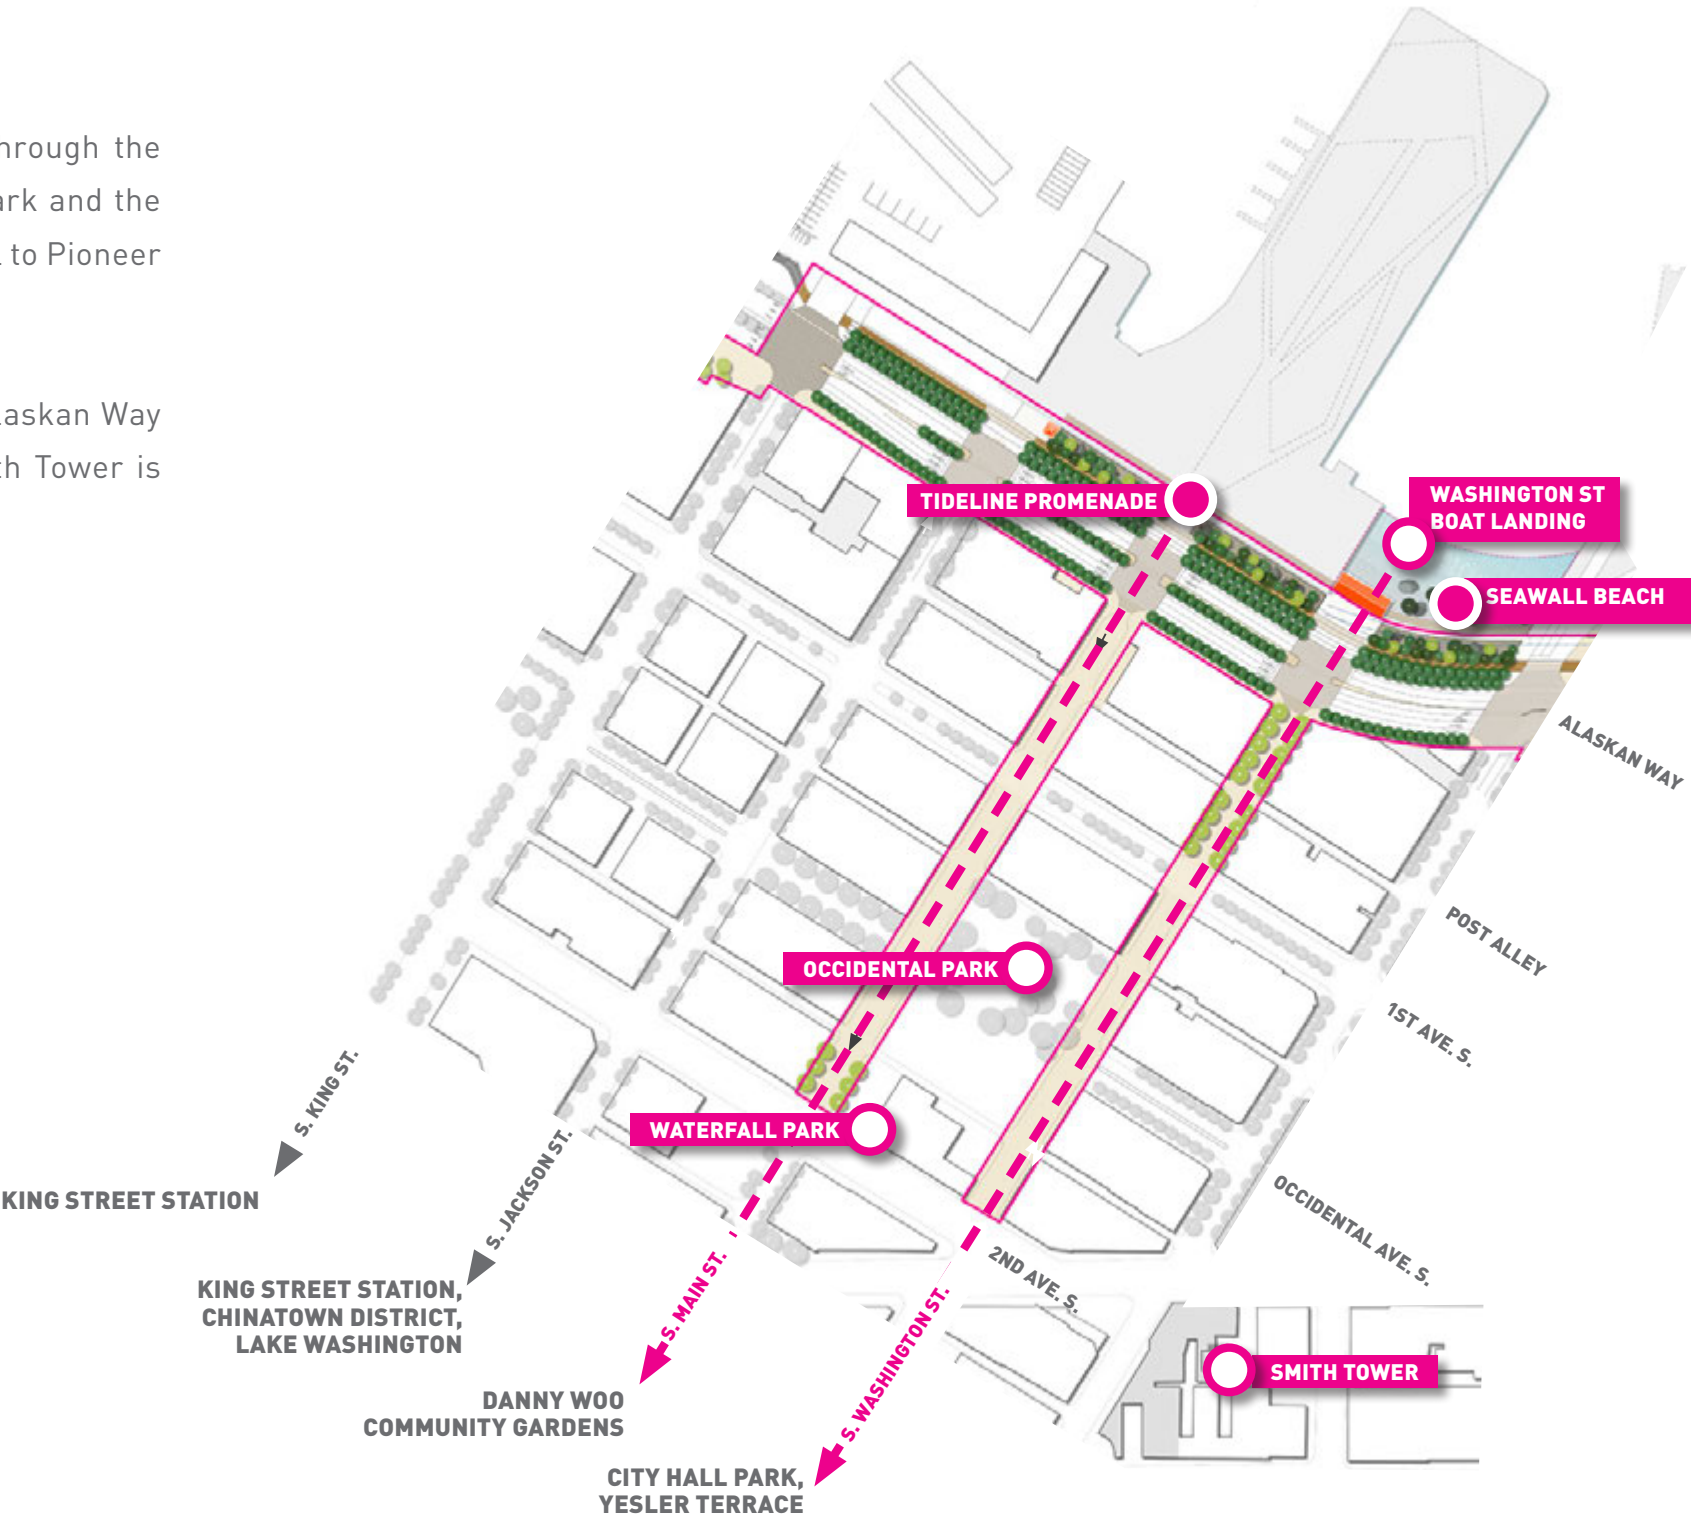 hrough the
ark and the
to Pioneer
laskan Way
th Tower is
TIDELINE PROMENADE
WASHINGTON ST
BOAT LANDING
SEAWALL BEACH
ALASKAN WAY
POST ALLEY
OCCIDENTAL PARK
1ST AVE. S.
S. KING ST.
WATERFALL PARK
KING STREET STATION
S. JACKSON ST.
OCCIDENTAL AVE. S.
2ND AVE. S.
KING STREET STATION,
CHINATOWN DISTRICT,
LAKE WASHINGTON
S. MAIN ST.
S. WASHINGTON ST.
SMITH TOWER
DANNY WOO
COMMUNITY GARDENS
CITY HALL PARK,
YESLER TERRACE